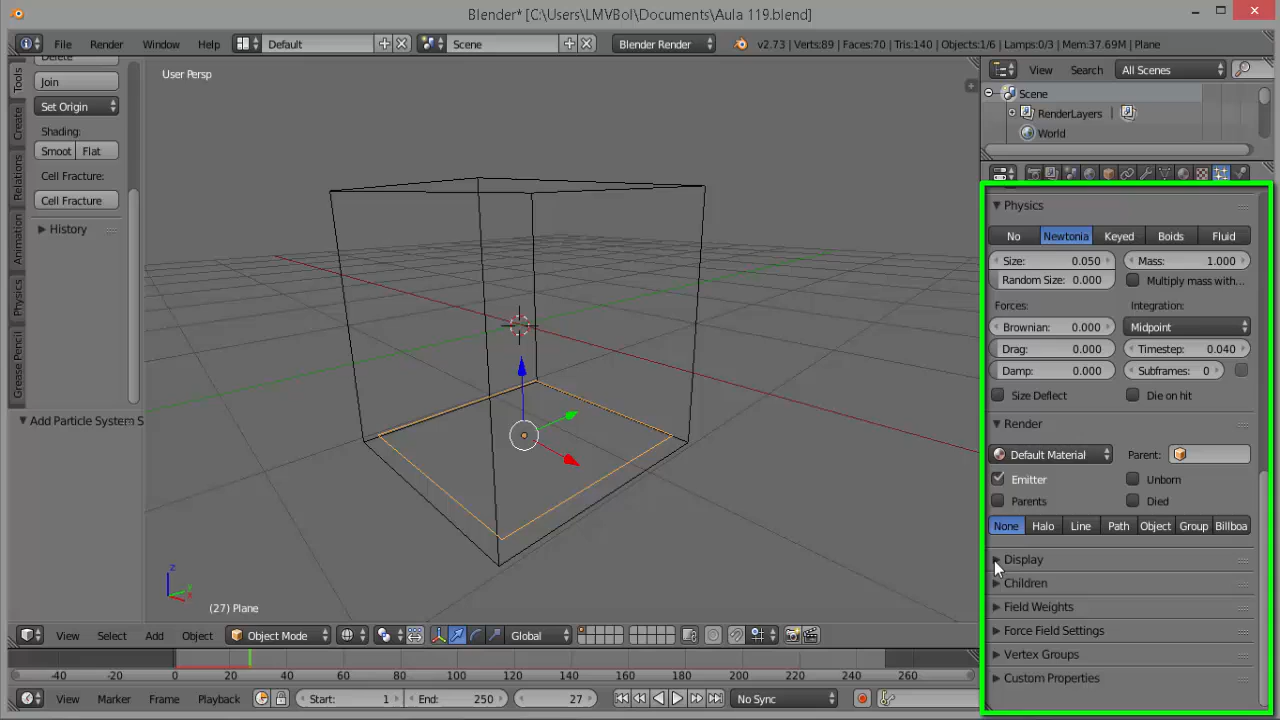 Blender* [C:\Users\LMVBol\Documents\Aula 119.blend]
File Render Window Help Default Scene Blender Render v2.73 | Verts:89 | Faces:70 | Tris:140 | Objects:1/6 | Lamps:0/3 | Mem:37.69M | Plane
Delete
Join
Set Origin
Shading:
Smoot Flat
Cell Fracture:
Cell Fracture
History
Add Particle System S
Tools
Create
Relations
Animation
Physics
Grease Pencil
User Persp
z
y
x
(27) Plane
View Select Add Object Object Mode Global
-40 -20 0 20 40 60 80 100 120 140 160 180 200 220 240 260
View Marker Frame Playback Start: 1 End: 250 27 No Sync
View Search All Scenes
Scene
RenderLayers |
World
Physics
No Newtonia Keyed Boids Fluid
Size: 0.050 Mass: 1.000
Random Size: 0.000 Multiply mass with...
Forces: Integration:
Brownian: 0.000 Midpoint
Drag: 0.000 Timestep: 0.040
Damp: 0.000 Subframes: 0
Size Deflect Die on hit
Render
Default Material Parent:
Emitter Unborn
Parents Died
None Halo Line Path Object Group Billboa
Display
Children
Field Weights
Force Field Settings
Vertex Groups
Custom Properties